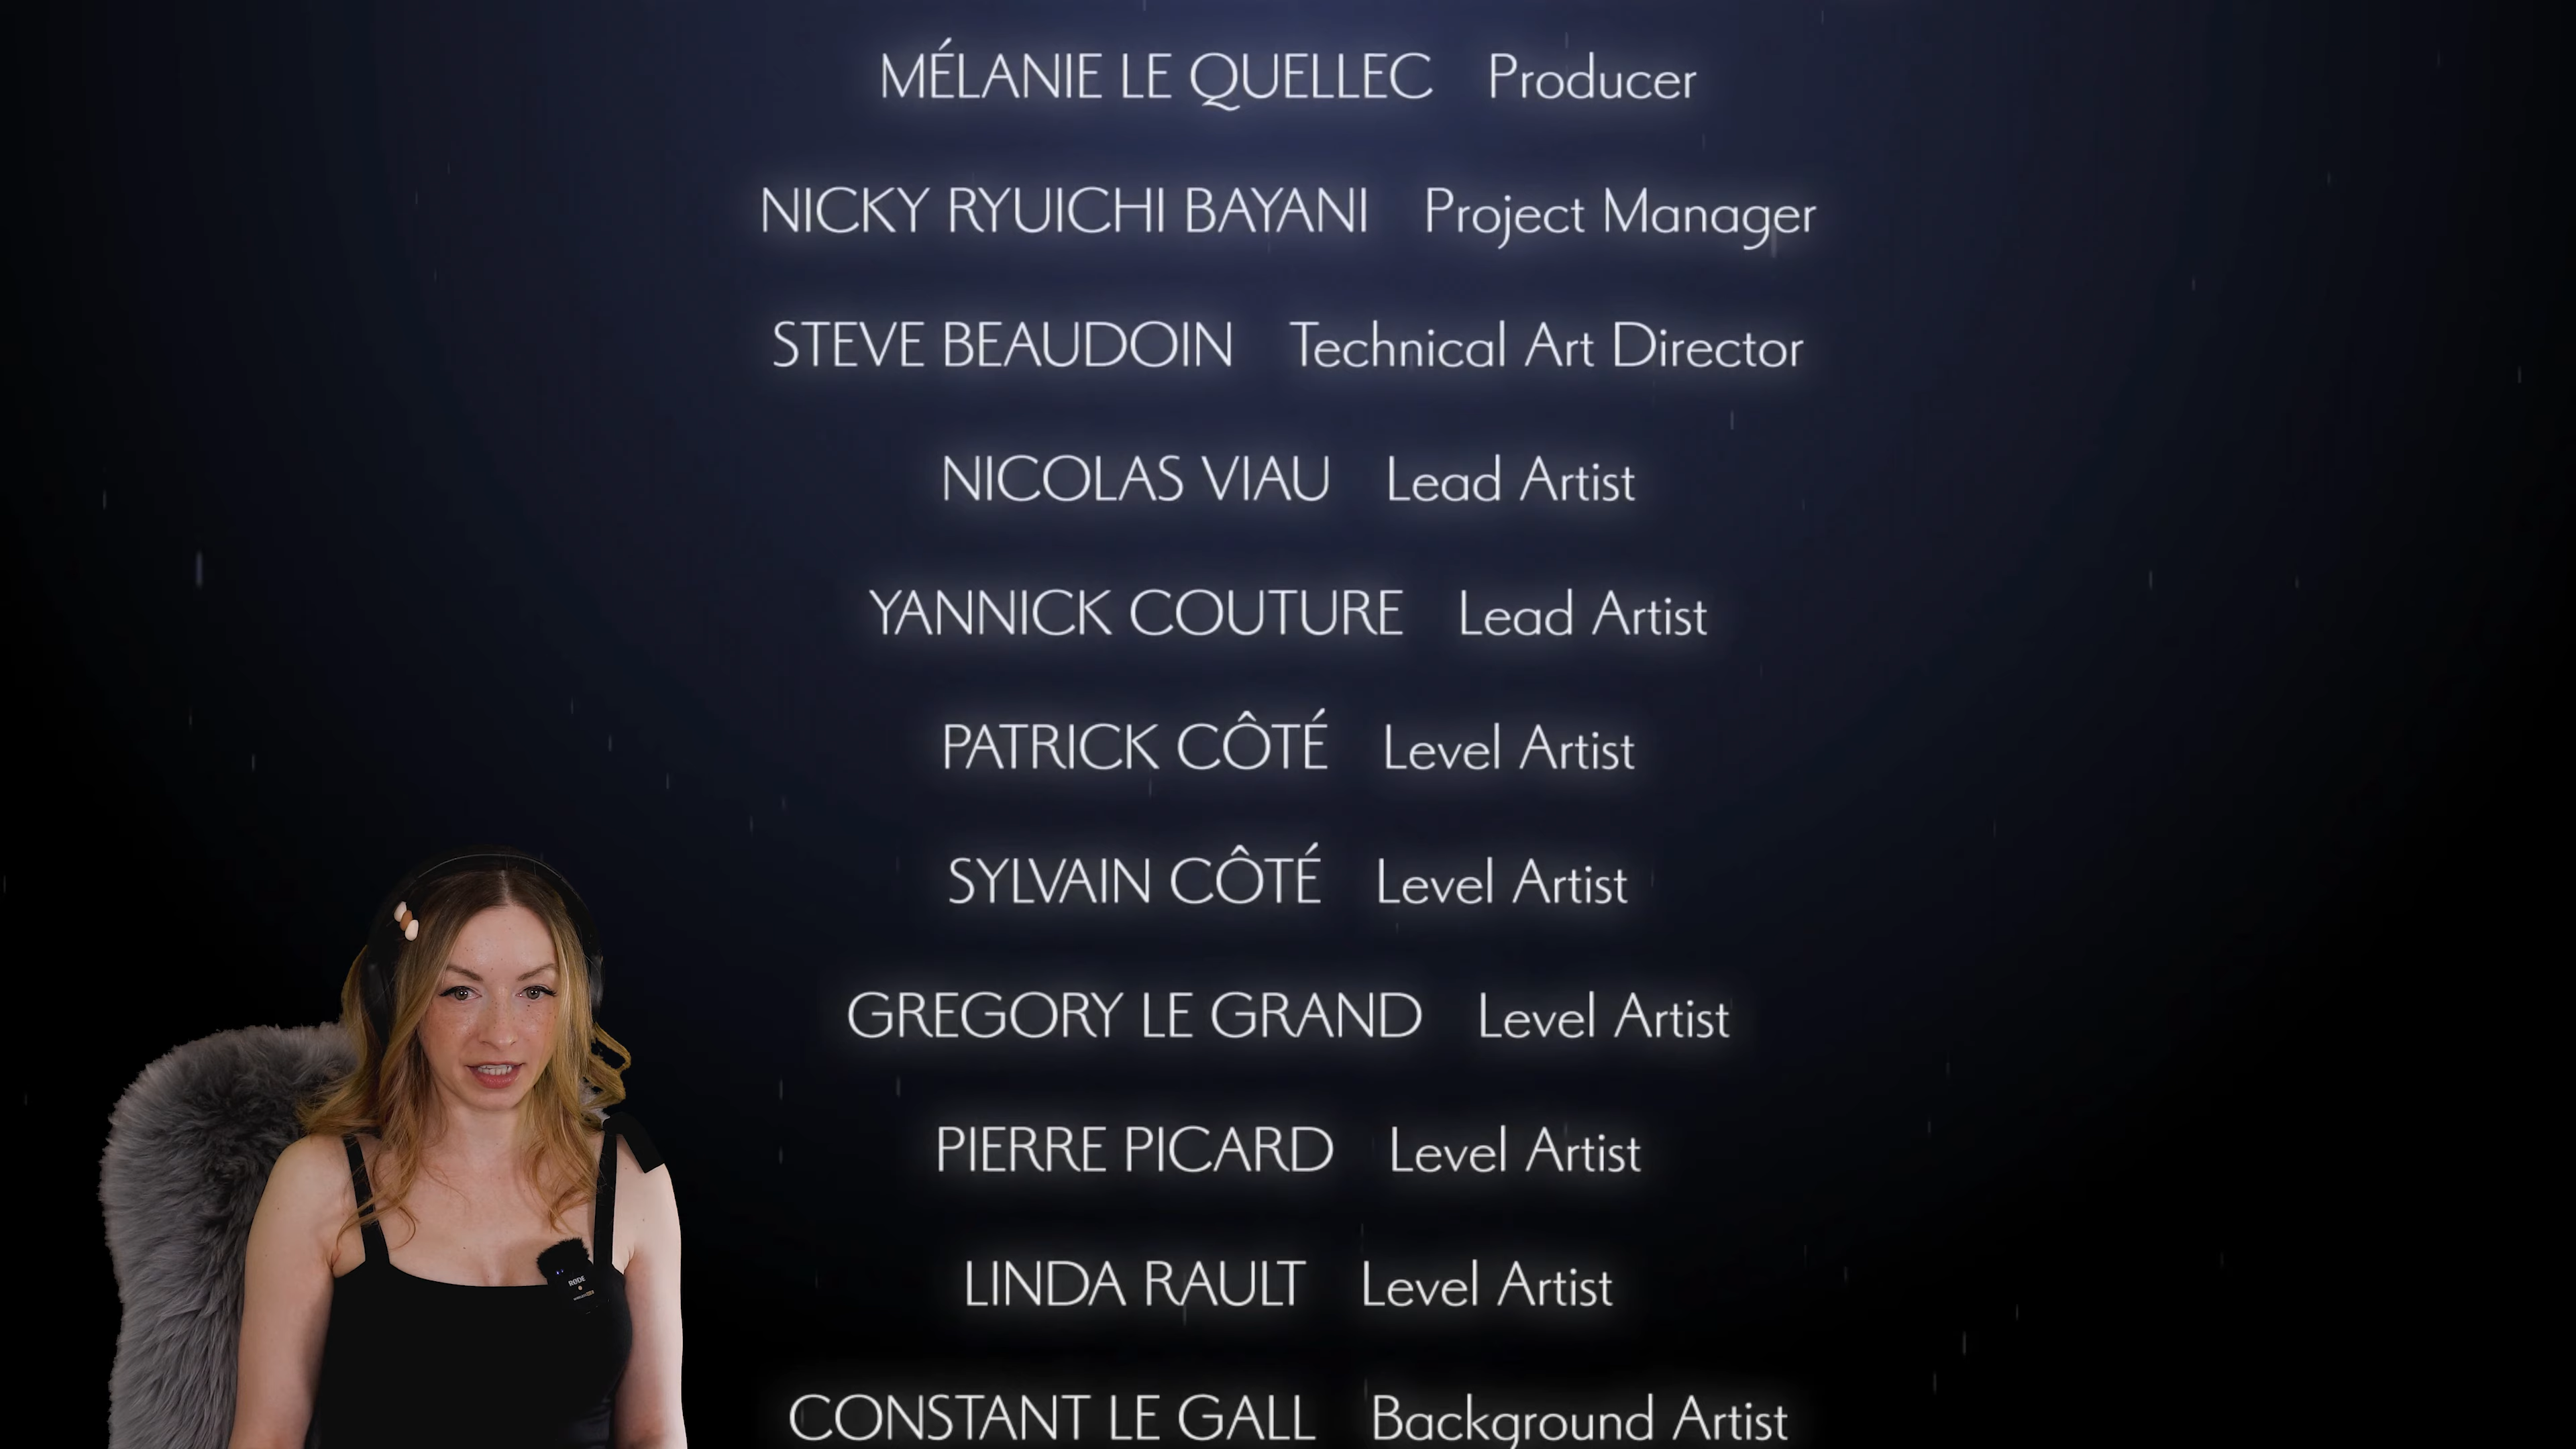 MÉLANIE LE QUELLEC Producer
NICKY RYUICHI BAYANI Project Manager
STEVE BEAUDOIN Technical Art Director
NICOLAS VIAU Lead Artist
YANNICK COUTURE Lead Artist
PATRICK CÔTÉ Level Artist
SYLVAIN CÔTÉ Level Artist
GREGORY LE GRAND Level Artist
PIERRE PICARD Level Artist
LINDA RAULT Level Artist
RØDE
CONSTANT LE GALL Background Artist